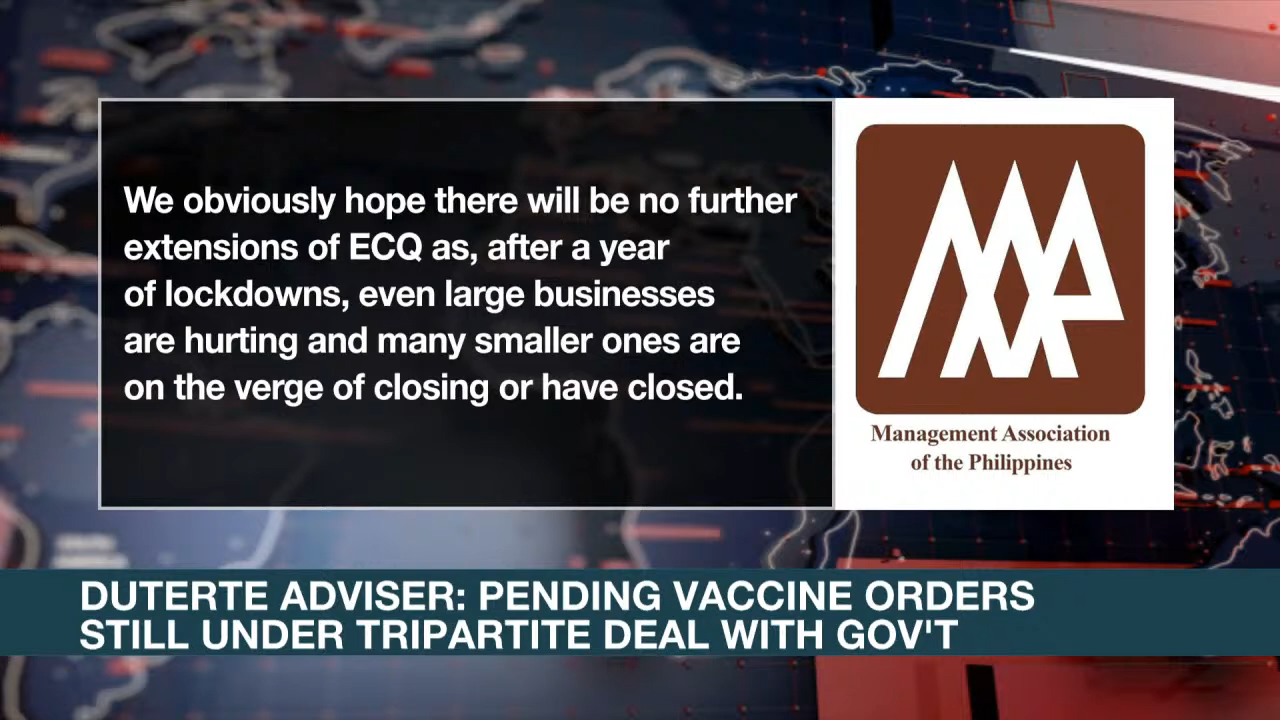 We obviously hope there will be no further
extensions of ECQ as, after a year
of lockdowns, even large businesses
are hurting and many smaller ones are
on the verge of closing or have closed.
MAP
Management Association
of the Philippines
DUTERTE ADVISER: PENDING VACCINE ORDERS
STILL UNDER TRIPARTITE DEAL WITH GOV'T